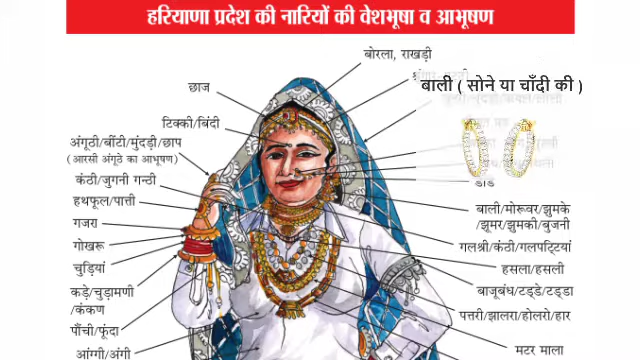 हरियाणा प्रदेश की नारियों की वेशभूषा व आभूषण
बोरला, राखड़ी
बाली ( सोने या चाँदी की )
छाज
टिक्की/बिंदी
अंगूठी/बींटी/मुंदड़ी/छाप
(आरसी अंगूठे का आभूषण)
कंठी/जुगनी गन्ठी
हथफूल/पात्ती
गजरा
गोखरू
चुड़ियां
कड़े/चुड़ामणी
/कंकण
पौंची/फूंदा
आंग्गी/अंगी
बाली/मोरूवर/झुमके
/झूमर/झुमकी/बुजनी
गलश्री/कंठी/गलपट्टियां
हसला/हसली
बाजूबंध/टड्डे/टड्डा
पत्तरी/झालरा/होलरो/हार
मटर माला